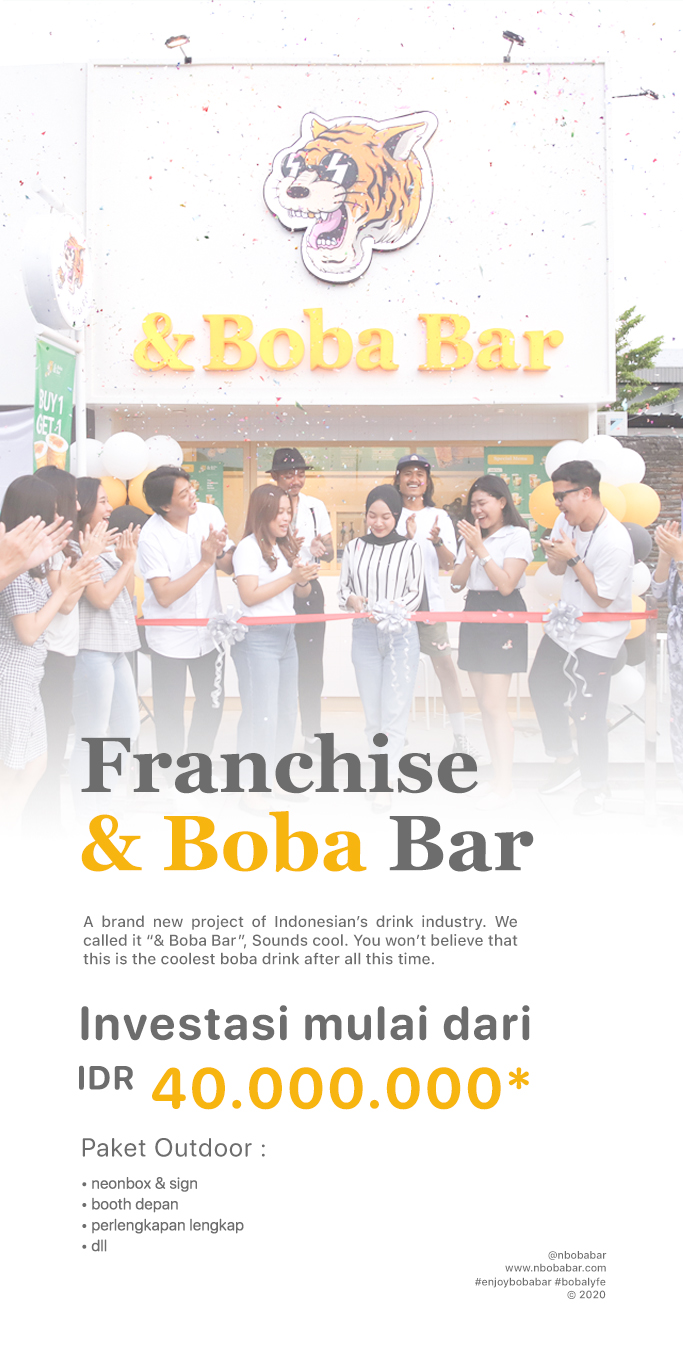 & Boba Bar
BUY 1
GET 1
Franchise
& Boba Bar
A brand new project of Indonesian’s drink industry. We
called it “& Boba Bar”, Sounds cool. You won’t believe that
this is the coolest boba drink after all this time.
Investasi mulai dari
IDR 40.000.000*
Paket Outdoor :
• neonbox & sign
• booth depan
• perlengkapan lengkap
• dll
@nbobabar
www.nbobabar.com
#enjoybobabar #bobalyfe
© 2020